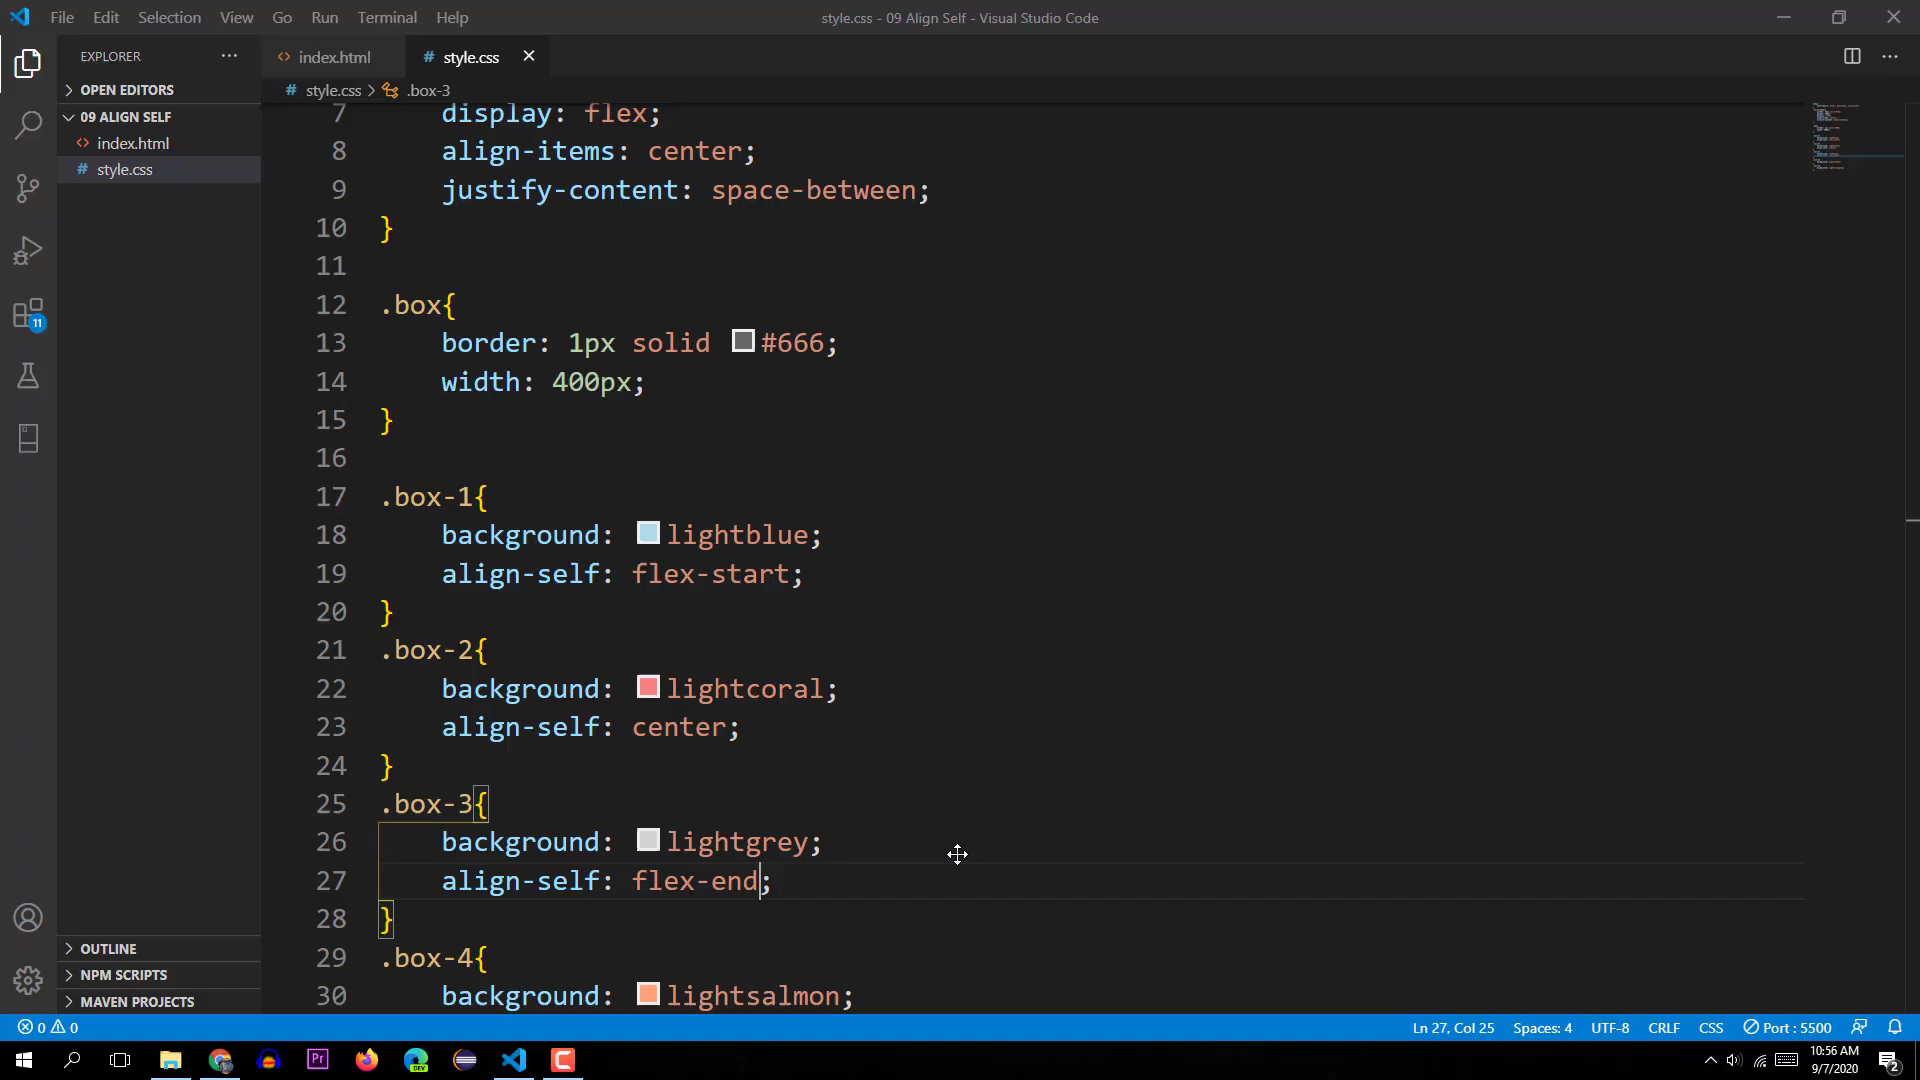 File Edit Selection View Go Run Terminal Help
style.css - 09 Align Self - Visual Studio Code
EXPLORER
OPEN EDITORS
09 ALIGN SELF
<> index.html
# style.css
<> index.html
# style.css
# style.css > .box-3
7 display: flex;
8 align-items: center;
9 justify-content: space-between;
10 }
11
12 .box{
13 border: 1px solid #666;
14 width: 400px;
15 }
16
17 .box-1{
18 background: lightblue;
19 align-self: flex-start;
20 }
21 .box-2{
22 background: lightcoral;
23 align-self: center;
24 }
25 .box-3{
26 background: lightgrey;
27 align-self: flex-end;
28 }
29 .box-4{
30 background: lightsalmon;
11
OUTLINE
NPM SCRIPTS
MAVEN PROJECTS
0 0
Ln 27, Col 25 Spaces: 4 UTF-8 CRLF CSS Port : 5500
Pr
DEV
10:56 AM
9/7/2020
2